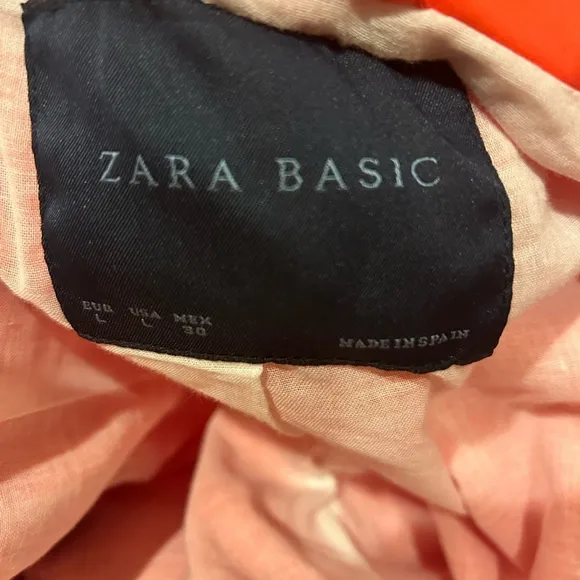 ZARA BASIC
EUR USA MEX
L L 30
MADE IN SPAIN